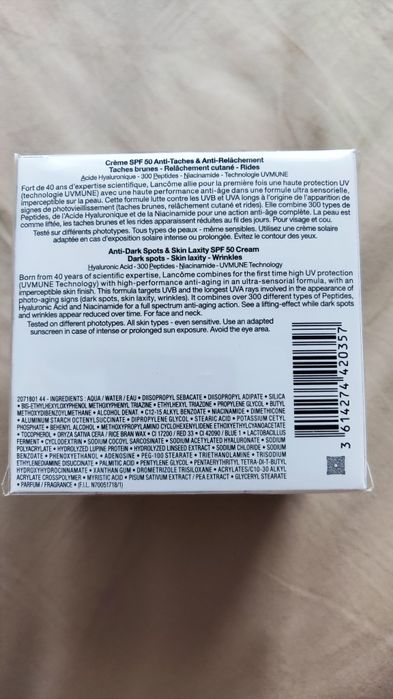 Crème SPF 50 Anti-Taches & Anti-Relâchement
Taches brunes - Relâchement cutané - Rides
Acide Hyaluronique - 300 Peptides - Niacinamide - Technologie UVMUNE
Fort de 40 ans d'expertise scientifique, Lancôme allie pour la première fois une haute protection UV
(technologie UVMUNE) avec une haute performance anti-âge dans une formule ultra sensorielle,
imperceptible sur la peau. Cette formule lutte contre les UVB et UVA longs à l'origine de l'apparition de
signes de photovieillissement (taches brunes, relâchement cutané et rides). Elle combine 300 types de
Peptides, de l'Acide Hyaluronique et de la Niacinamide pour une action anti-âge complète. La peau est
comme liftée, les taches brunes et les rides apparaissent réduites au fil des jours. Pour visage et cou.
Testé sur différents phototypes. Tous types de peaux - même sensibles. Utilisez une crème solaire
adaptée en cas d'exposition solaire intense ou prolongée. Évitez le contour des yeux.
Anti-Dark Spots & Skin Laxity SPF 50 Cream
Dark spots - Skin laxity - Wrinkles
Hyaluronic Acid - 300 Peptides - Niacinamide - UVMUNE Technology
Born from 40 years of scientific expertise, Lancôme combines for the first time high UV protection
(UVMUNE Technology) with high-performance anti-aging in an ultra-sensorial formula, with an
imperceptible skin finish. This formula targets UVB and the longest UVA rays involved in the appearance of
photo-aging signs (dark spots, skin laxity, wrinkles). It combines over 300 different types of Peptides,
Hyaluronic Acid and Niacinamide for a full spectrum anti-aging action. See a lifting-effect while dark spots
and wrinkles appear reduced over time. For face and neck.
Tested on different phototypes. All skin types - even sensitive. Use an adapted
sunscreen in case of intense or prolonged sun exposure. Avoid the eye area.
2071801 44 - INGREDIENTS: AQUA / WATER / EAU • DIISOPROPYL SEBACATE • DIISOPROPYL ADIPATE • SILICA
• BIS-ETHYLHEXYLOXYPHENOL METHOXYPHENYL TRIAZINE • ETHYLHEXYL TRIAZONE • PROPYLENE GLYCOL • BUTYL
METHOXYDIBENZOYLMETHANE • ALCOHOL DENAT. • C12-15 ALKYL BENZOATE • NIACINAMIDE • DIMETHICONE
• ALUMINUM STARCH OCTENYLSUCCINATE • DIPROPYLENE GLYCOL • STEARIC ACID • POTASSIUM CETYL
PHOSPHATE • BEHENYL ALCOHOL • METHOXYPROPYLAMINO CYCLOHEXENYLIDENE ETHOXYETHYLCYANOACETATE
• TOCOPHEROL • ORYZA SATIVA CERA / RICE BRAN WAX • CI 17200 / RED 33 • CI 42090 / BLUE 1 • LACTOBACILLUS
FERMENT • CYCLODEXTRIN • SODIUM COCOYL SARCOSINATE • SODIUM ACETYLATED HYALURONATE • SODIUM
POLYACRYLATE • HYDROLYZED LUPINE PROTEIN • HYDROLYZED LINSEED EXTRACT • SODIUM CHLORIDE • SODIUM
BENZOATE • PHENOXYETHANOL • ADENOSINE • PEG-100 STEARATE • TRIETHANOLAMINE • TRISODIUM
ETHYLENEDIAMINE DISUCCINATE • PALMITIC ACID • PENTYLENE GLYCOL • PENTAERYTHRITYL TETRA-DI-T-BUTYL
HYDROXYHYDROCINNAMATE • XANTHAN GUM • DROMETRIZOLE TRISILOXANE • ACRYLATES/C10-30 ALKYL
ACRYLATE CROSSPOLYMER • MYRISTIC ACID • PISUM SATIVUM EXTRACT / PEA EXTRACT • GLYCERYL STEARATE
• PARFUM / FRAGRANCE • (F.I.L. N70051718/1)
3 614274 420357